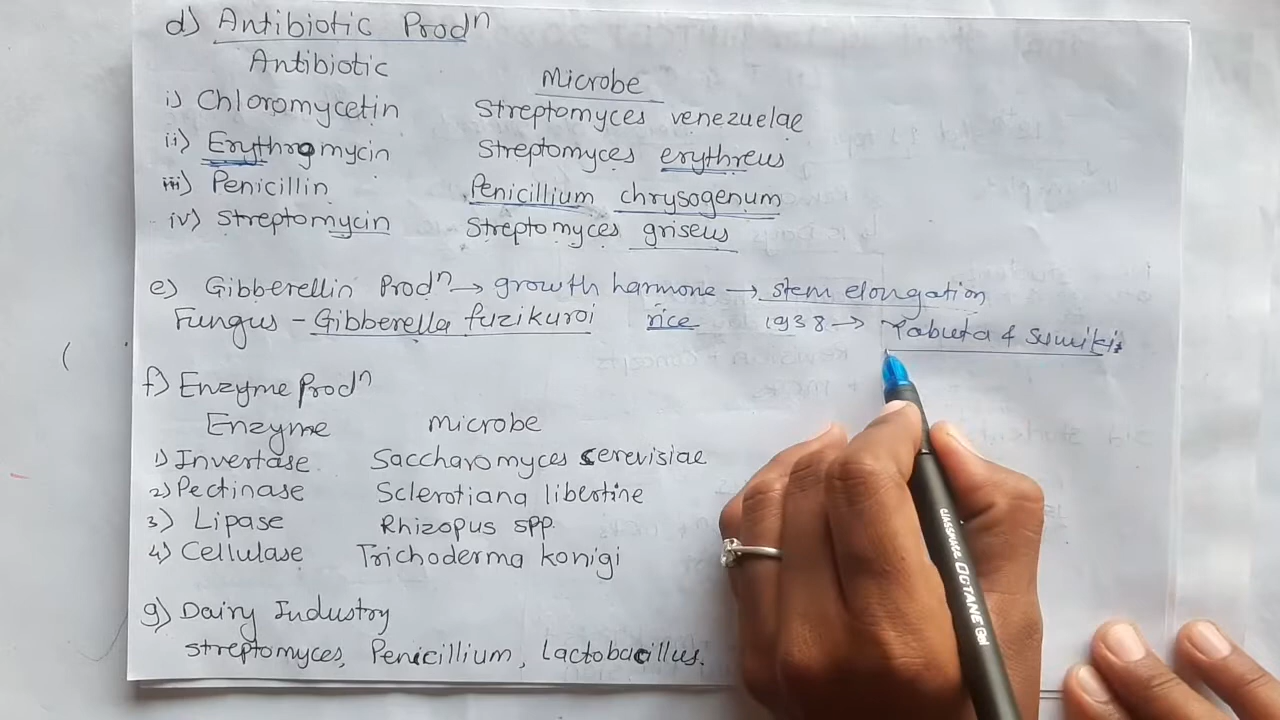 d) Antibiotic Prodⁿ
Antibiotic Microbe
i) Chloromycetin Streptomyces venezuelae
ii) Erythromycin Streptomyces erythreus
iii) Penicillin Penicillium chrysogenum
iv) Streptomycin Streptomyces griseus
e) Gibberellin Prodⁿ → growth harmone → stem elongation
Fungus - Gibberella fuzikuroi rice 1938 → Yabuta & Sumiki
f) Enzyme Prodⁿ
Enzyme microbe
1) Invertase Saccharomyces cerevisiae
2) Pectinase Sclerotiana libertine
3) Lipase Rhizopus spp.
4) Cellulase Trichoderma konigi
g) Dairy Industry
streptomyces, Penicillium, Lactobacillus.
OCTANE Gel